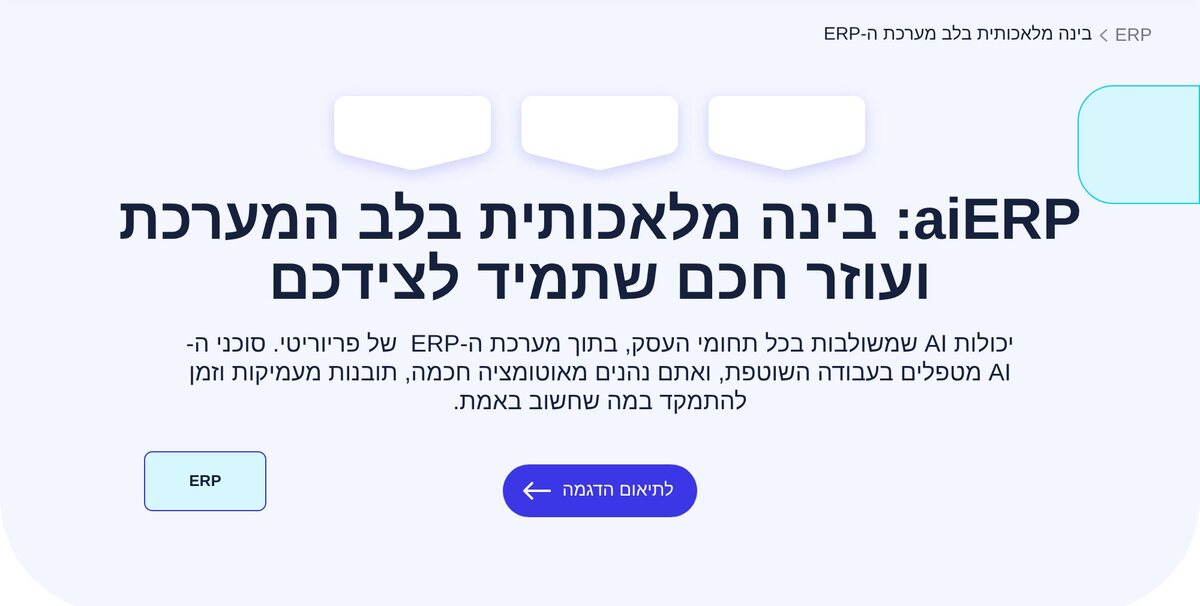 ERP > בינה מלאכותית בלב מערכת ה-ERP
aiERP: בינה מלאכותית בלב המערכת
ועוזר חכם שתמיד לצידכם
יכולות AI שמשולבות בכל תחומי העסק, בתוך מערכת ה-ERP של פריוריטי. סוכני ה-
AI מטפלים בעבודה השוטפת, ואתם נהנים מאוטומציה חכמה, תובנות מעמיקות וזמן
להתמקד במה שחשוב באמת.
לתיאום הדגמה
ERP